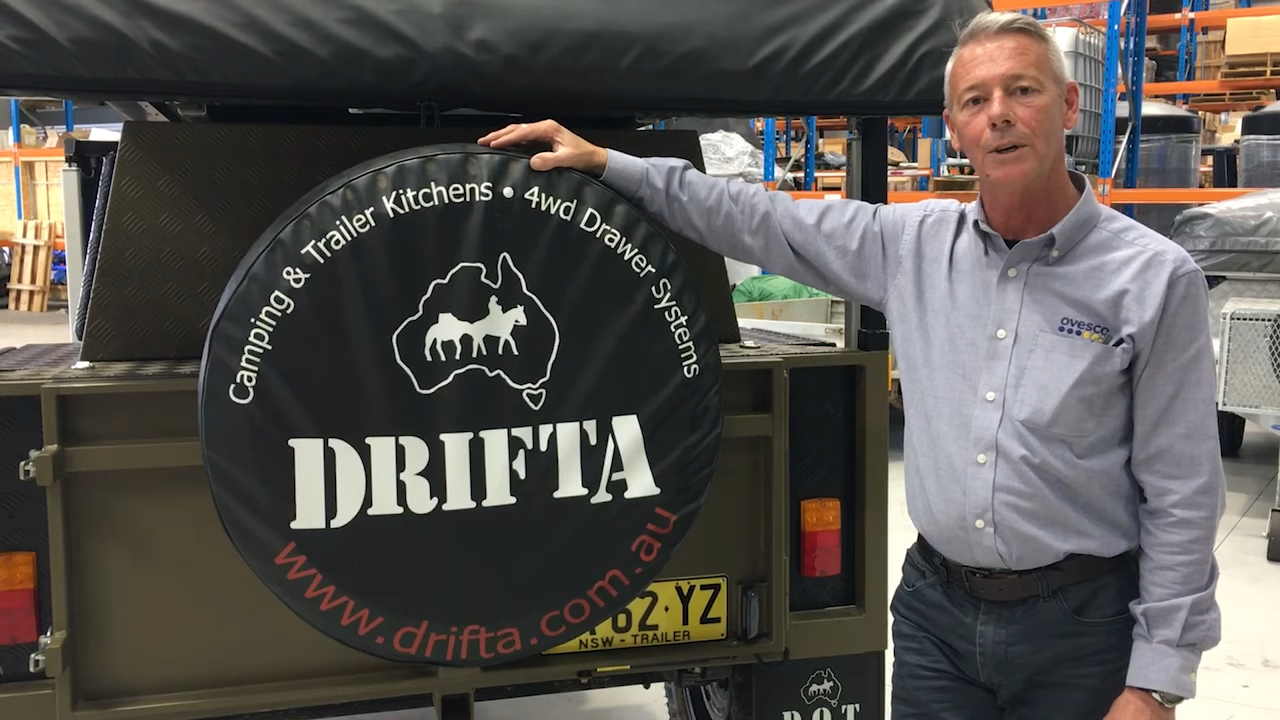 Camping & Trailer Kitchens • 4wd Drawer Systems
DRIFTA
www.drifta.com.au
ovesco
62·YZ
NSW - TRAILER
D.O.T